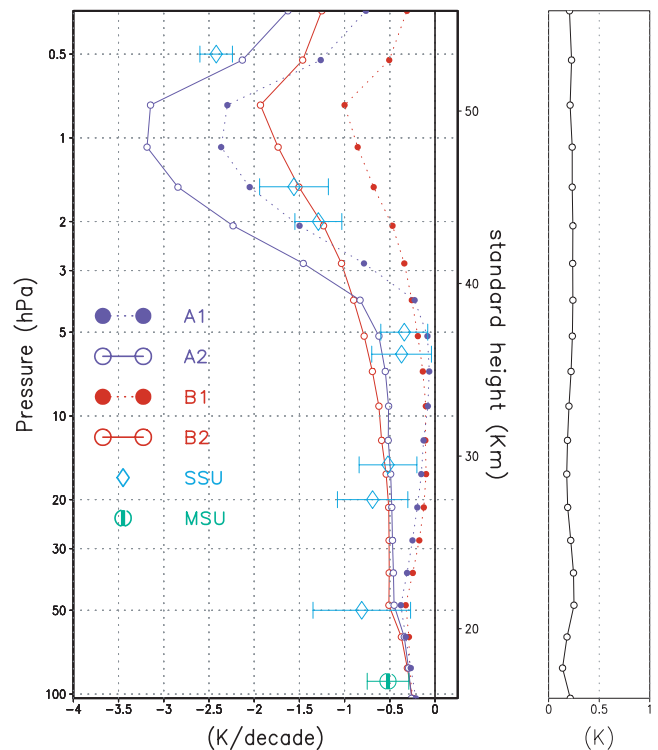 0.5
1
2
3
5
10
20
30
50
100
Pressure (hPa)
A1
A2
B1
B2
SSU
MSU
-4
-3.5
-3
-2.5
-2
-1.5
-1
-0.5
0
(K/decade)
50
40
30
20
standard height (Km)
0
0.5
1
(K)